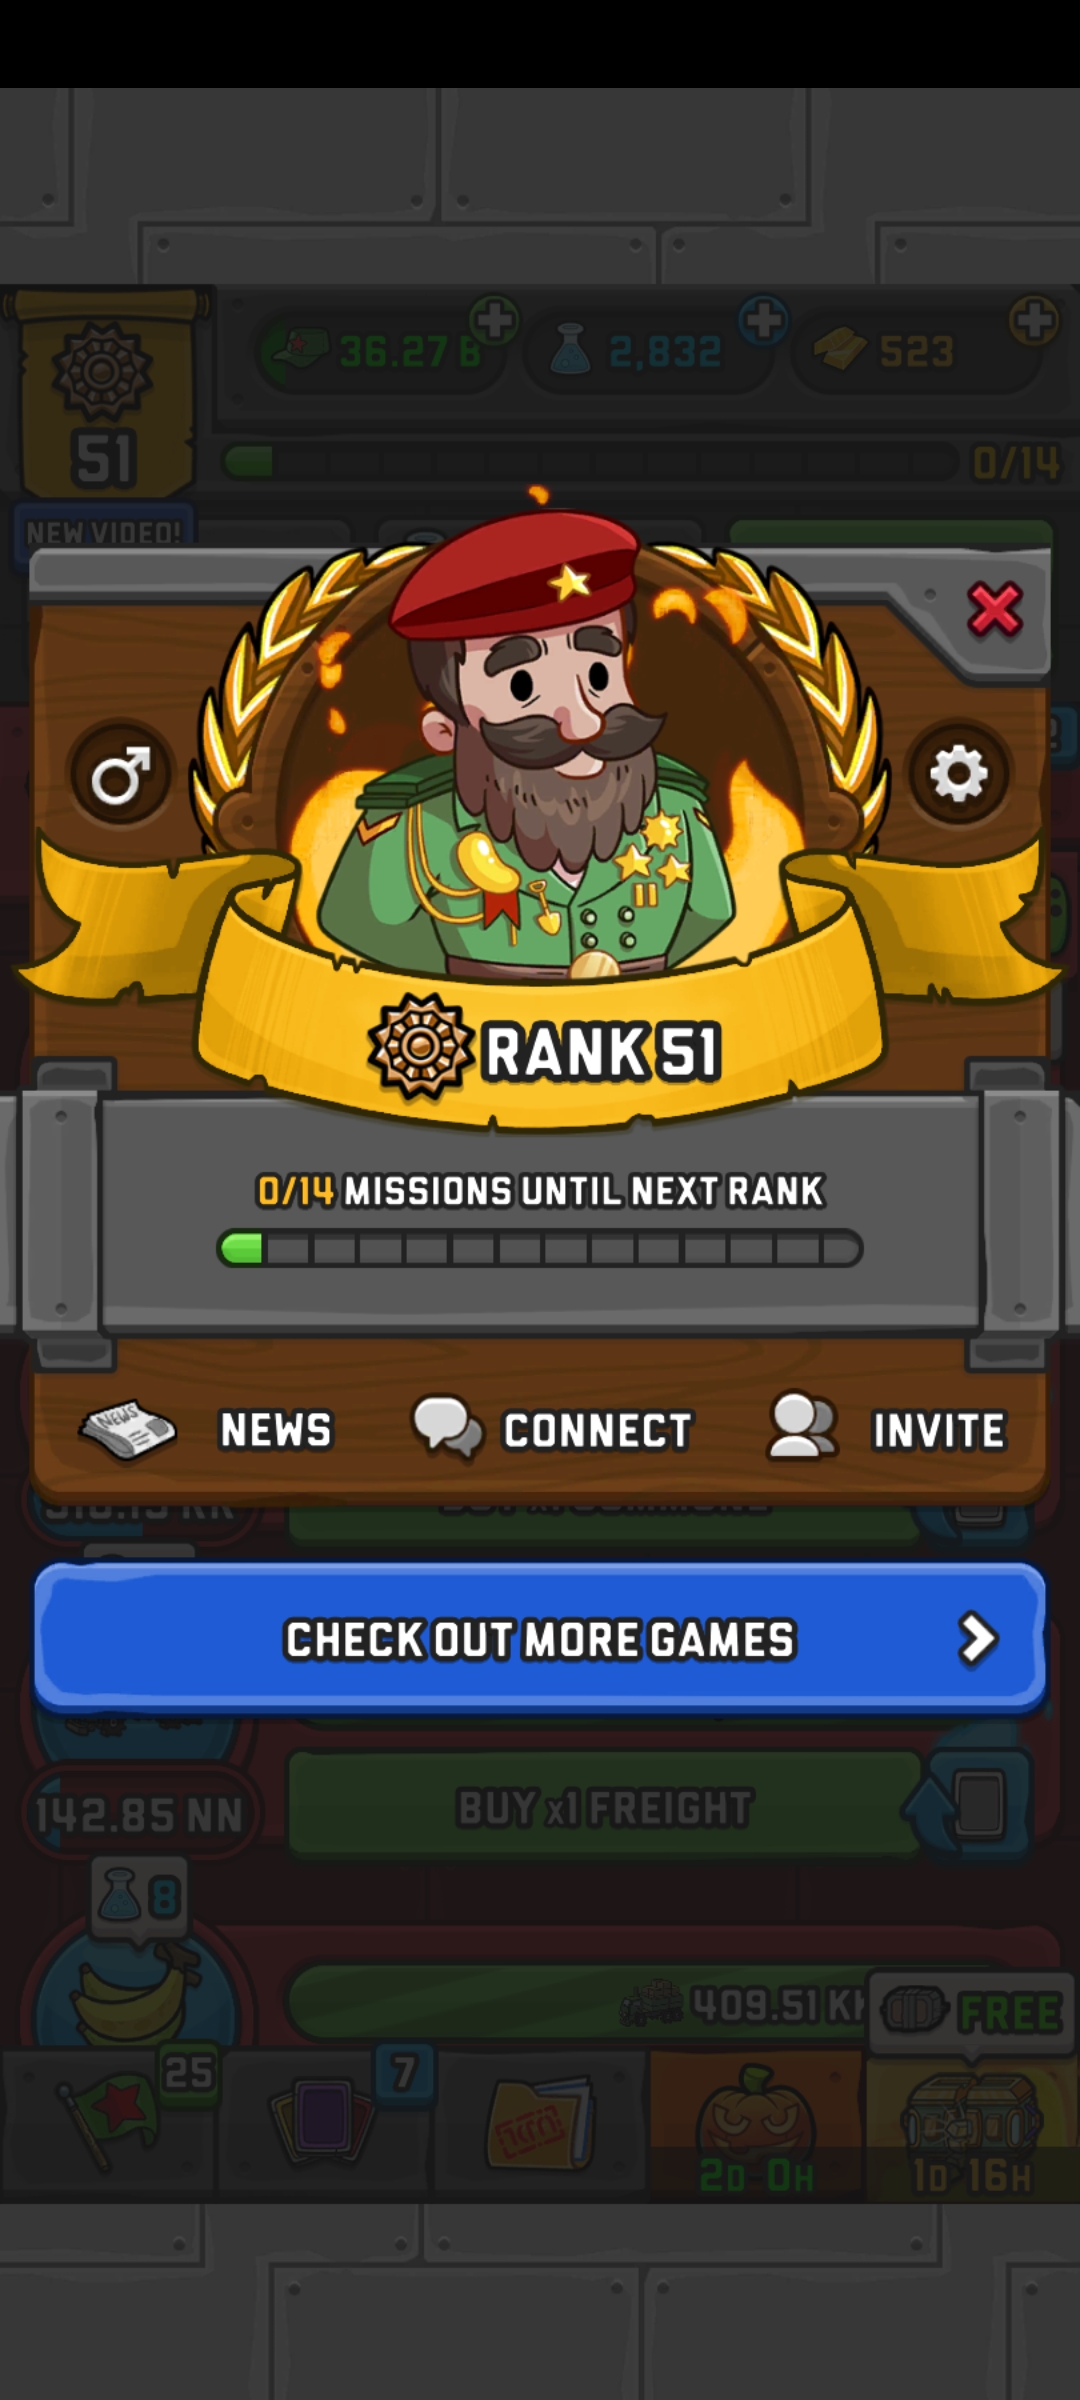 36.27 B
2,832
523
51
0/14
NEW VIDEO!
RANK 51
0/14 MISSIONS UNTIL NEXT RANK
NEWS
NEWS
CONNECT
INVITE
CHECK OUT MORE GAMES
142.85 NN
BUY x1 FREIGHT
8
409.51 KK
FREE
25
7
2D 0H
1D 16H